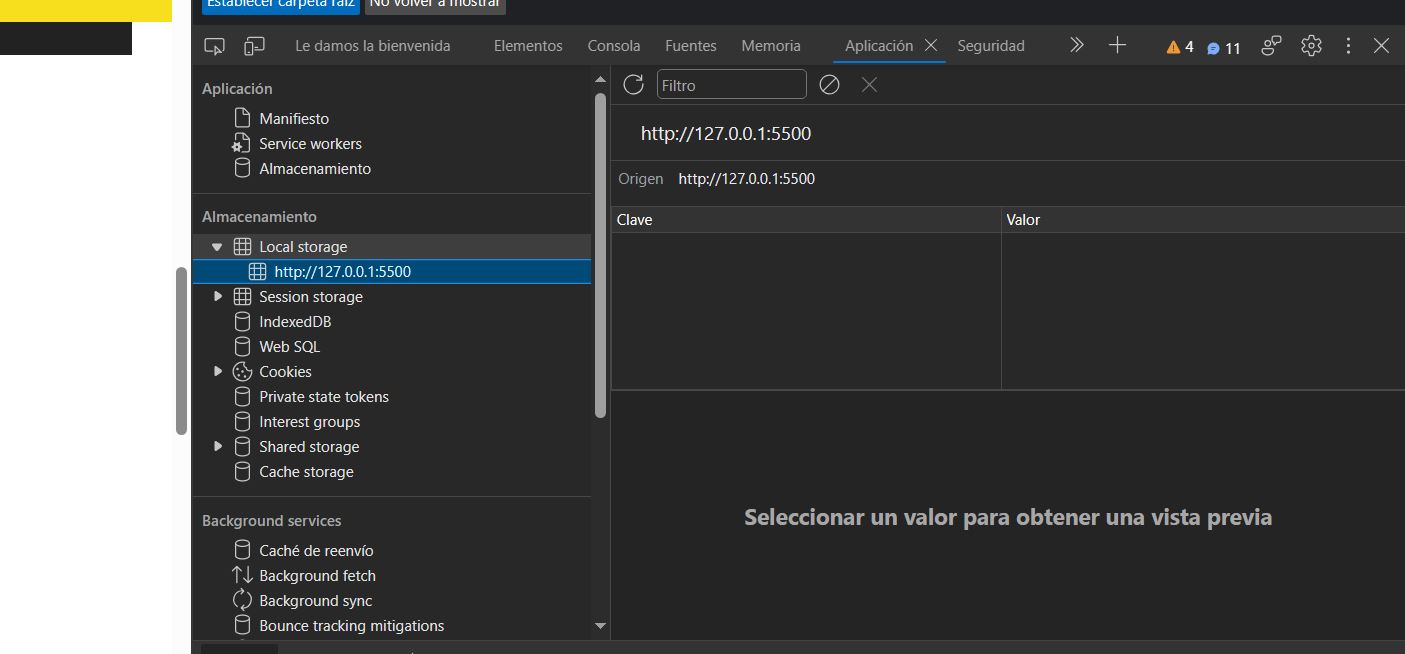 Establecer carpeta raíz No volver a mostrar
Le damos la bienvenida Elementos Consola Fuentes Memoria Aplicación Seguridad 4 11
Aplicación
Manifiesto
Service workers
Almacenamiento
Almacenamiento
Local storage
http://127.0.0.1:5500
Session storage
IndexedDB
Web SQL
Cookies
Private state tokens
Interest groups
Shared storage
Cache storage
Background services
Caché de reenvío
Background fetch
Background sync
Bounce tracking mitigations
Filtro
http://127.0.0.1:5500
Origen http://127.0.0.1:5500
Clave Valor
Seleccionar un valor para obtener una vista previa